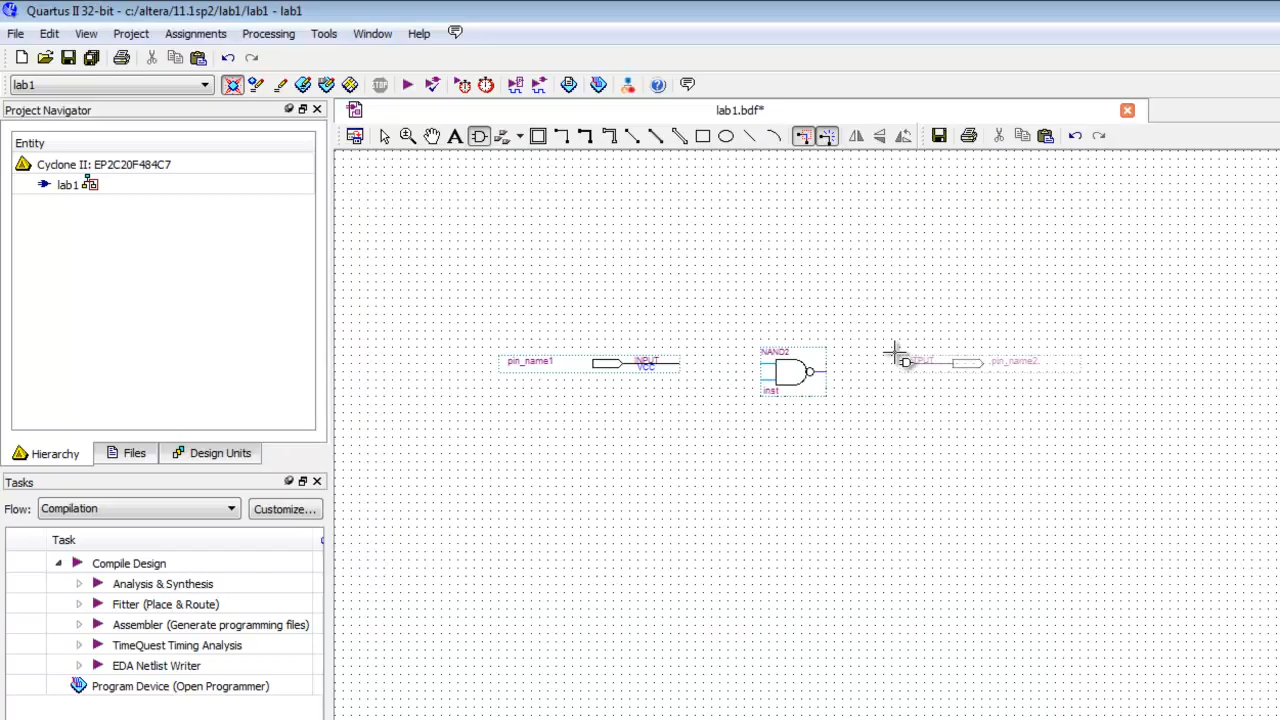 Quartus II 32-bit - c:/altera/11.1sp2/lab1/lab1 - lab1
File Edit View Project Assignments Processing Tools Window Help
lab1
Project Navigator
lab1.bdf*
Entity
Cyclone II: EP2C20F484C7
lab1
pin_name1
INPUT
VCC
NAND2
inst
pin_name2
Hierarchy Files Design Units
Tasks
Flow: Compilation Customize...
Task
Compile Design
Analysis & Synthesis
Fitter (Place & Route)
Assembler (Generate programming files)
TimeQuest Timing Analysis
EDA Netlist Writer
Program Device (Open Programmer)